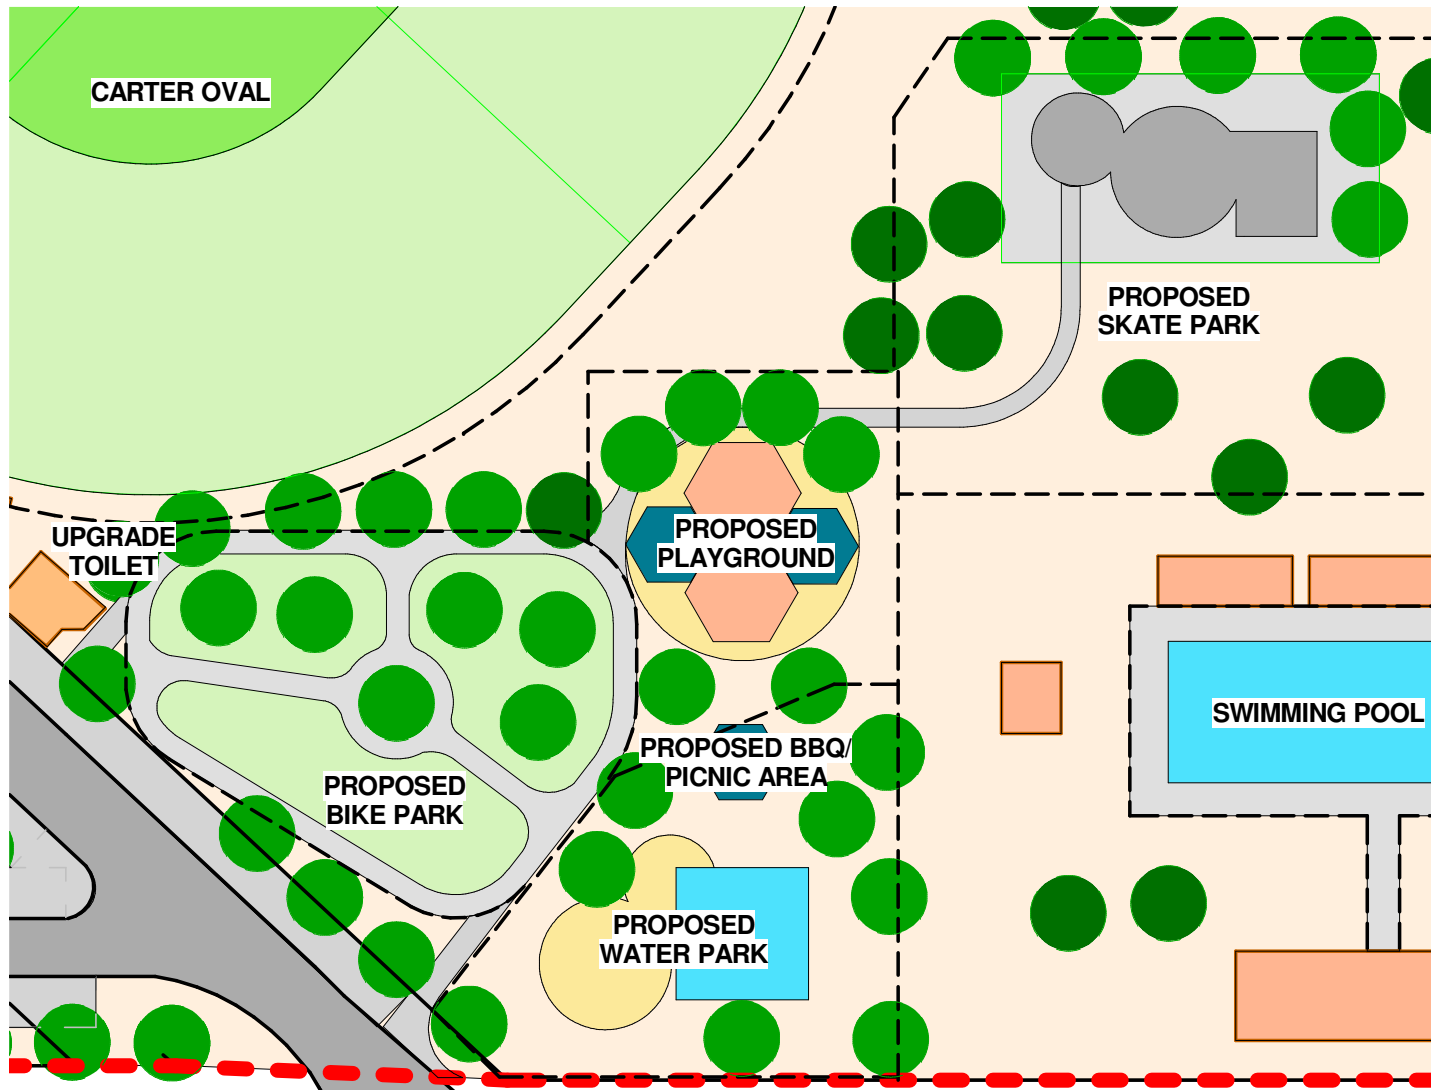 CARTER OVAL
PROPOSED
SKATE PARK
UPGRADE
TOILET
PROPOSED
PLAYGROUND
SWIMMING POOL
PROPOSED BBQ/
PICNIC AREA
PROPOSED
BIKE PARK
PROPOSED
WATER PARK